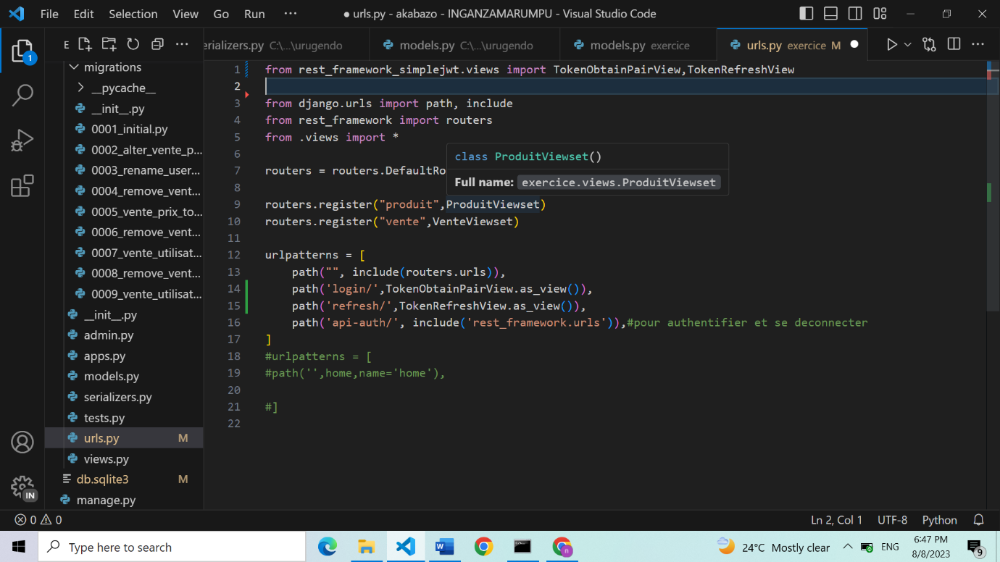 File Edit Selection View Go Run ··· ● urls.py - akabazo - INGANZAMARUMPU - Visual Studio Code
E ··· erializers.py C:\...\urugendo models.py C:\...\urugendo models.py exercice urls.py exercice M ● ···
1
migrations
__pycache__
__init__.py
0001_initial.py
0002_alter_vente_p...
0003_rename_user...
0004_remove_vent...
0005_vente_prix_to...
0006_remove_vent...
0007_vente_utilisat...
0008_remove_vent...
0009_vente_utilisat...
__init__.py
admin.py
apps.py
models.py
serializers.py
tests.py
urls.py M
views.py
db.sqlite3 M
manage.py
IN
1 from rest_framework_simplejwt.views import TokenObtainPairView,TokenRefreshView
2
3 from django.urls import path, include
4 from rest_framework import routers
5 from .views import *
6
7 routers = routers.DefaultRo
8
9 routers.register("produit",ProduitViewset)
10 routers.register("vente",VenteViewset)
11
12 urlpatterns = [
13 path("", include(routers.urls)),
14 path('login/',TokenObtainPairView.as_view()),
15 path('refresh/',TokenRefreshView.as_view()),
16 path('api-auth/', include('rest_framework.urls')),#pour authentifier et se deconnecter
17 ]
18 #urlpatterns = [
19 #path('',home,name='home'),
20
21 #]
22
class ProduitViewset()
Full name: exercice.views.ProduitViewset
0 0 Ln 2, Col 1 UTF-8 Python
Type here to search
W n 24°C Mostly clear ENG 6:47 PM
8/8/2023 9